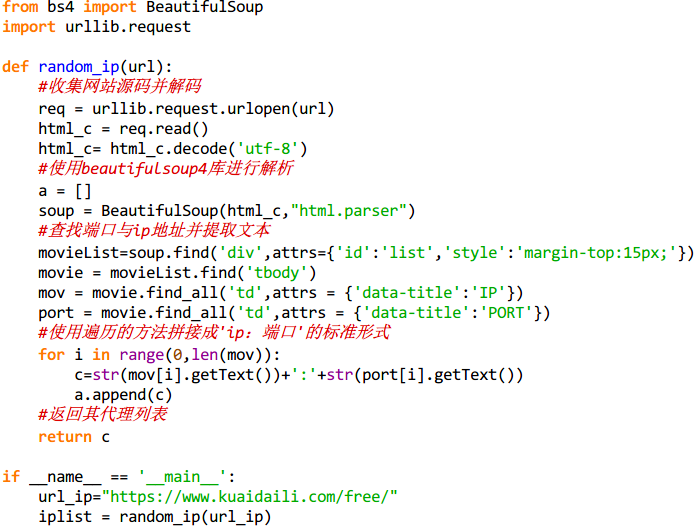 from bs4 import BeautifulSoup
import urllib.request

def random_ip(url):
    #收集网站源码并解码
    req = urllib.request.urlopen(url)
    html_c = req.read()
    html_c= html_c.decode('utf-8')
    #使用beautifulsoup4库进行解析
    a = []
    soup = BeautifulSoup(html_c,"html.parser")
    #查找端口与ip地址并提取文本
    movieList=soup.find('div',attrs={'id':'list','style':'margin-top:15px;'})
    movie = movieList.find('tbody')
    mov = movie.find_all('td',attrs = {'data-title':'IP'})
    port = movie.find_all('td',attrs = {'data-title':'PORT'})
    #使用遍历的方法拼接成'ip：端口'的标准形式
    for i in range(0,len(mov)):
        c=str(mov[i].getText())+':'+str(port[i].getText())
        a.append(c)
    #返回其代理列表
    return c

if __name__ == '__main__':
    url_ip="https://www.kuaidaili.com/free/"
    iplist = random_ip(url_ip)